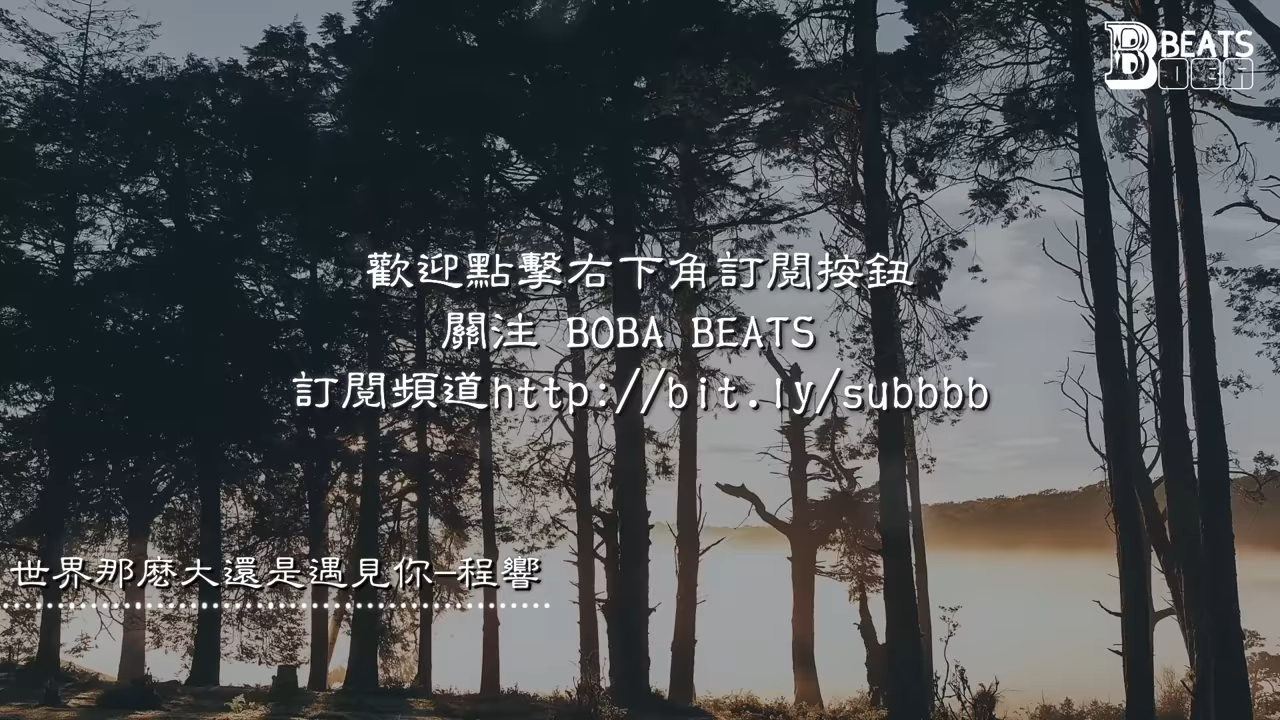 BEATS
歡迎點擊右下角訂閱按鈕
關注 BOBA BEATS
訂閱頻道http://bit.ly/subbbb
世界那麽大還是遇見你-程響